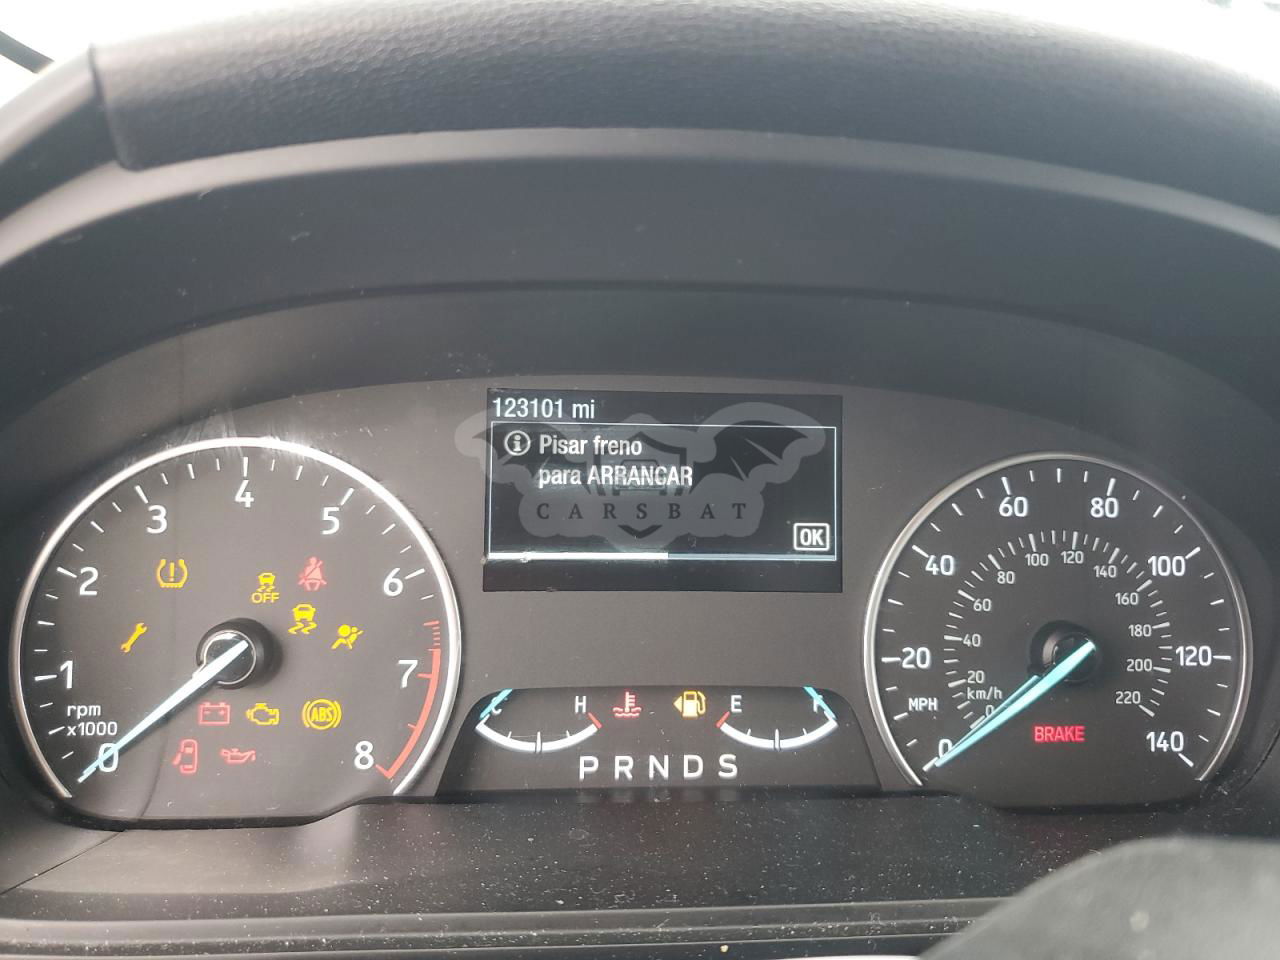 123101 mi
Pisar freno
para ARRANCAR
OK
CARSBAT
0 1 2 3 4 5 6 7 8
rpm
x1000
OFF
ABS
C H
E F
PRNDS
0 20 40 60 80 100 120 140
MPH
0 20 40 60 80 100 120 140 160 180 200 220
km/h
BRAKE